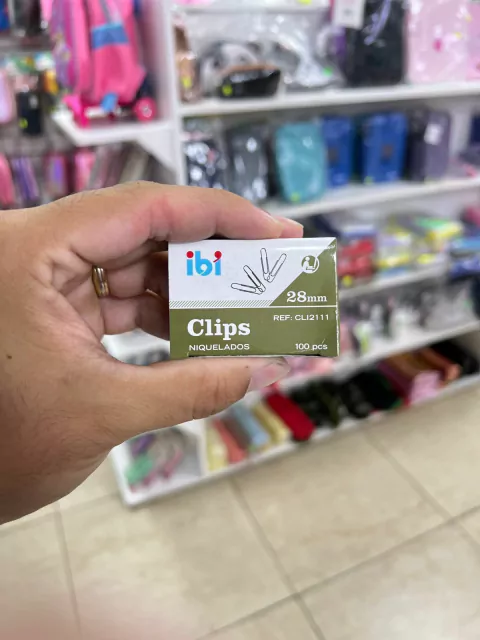 ibi
28mm
REF: CLI2111
Clips
NIQUELADOS
100 pcs